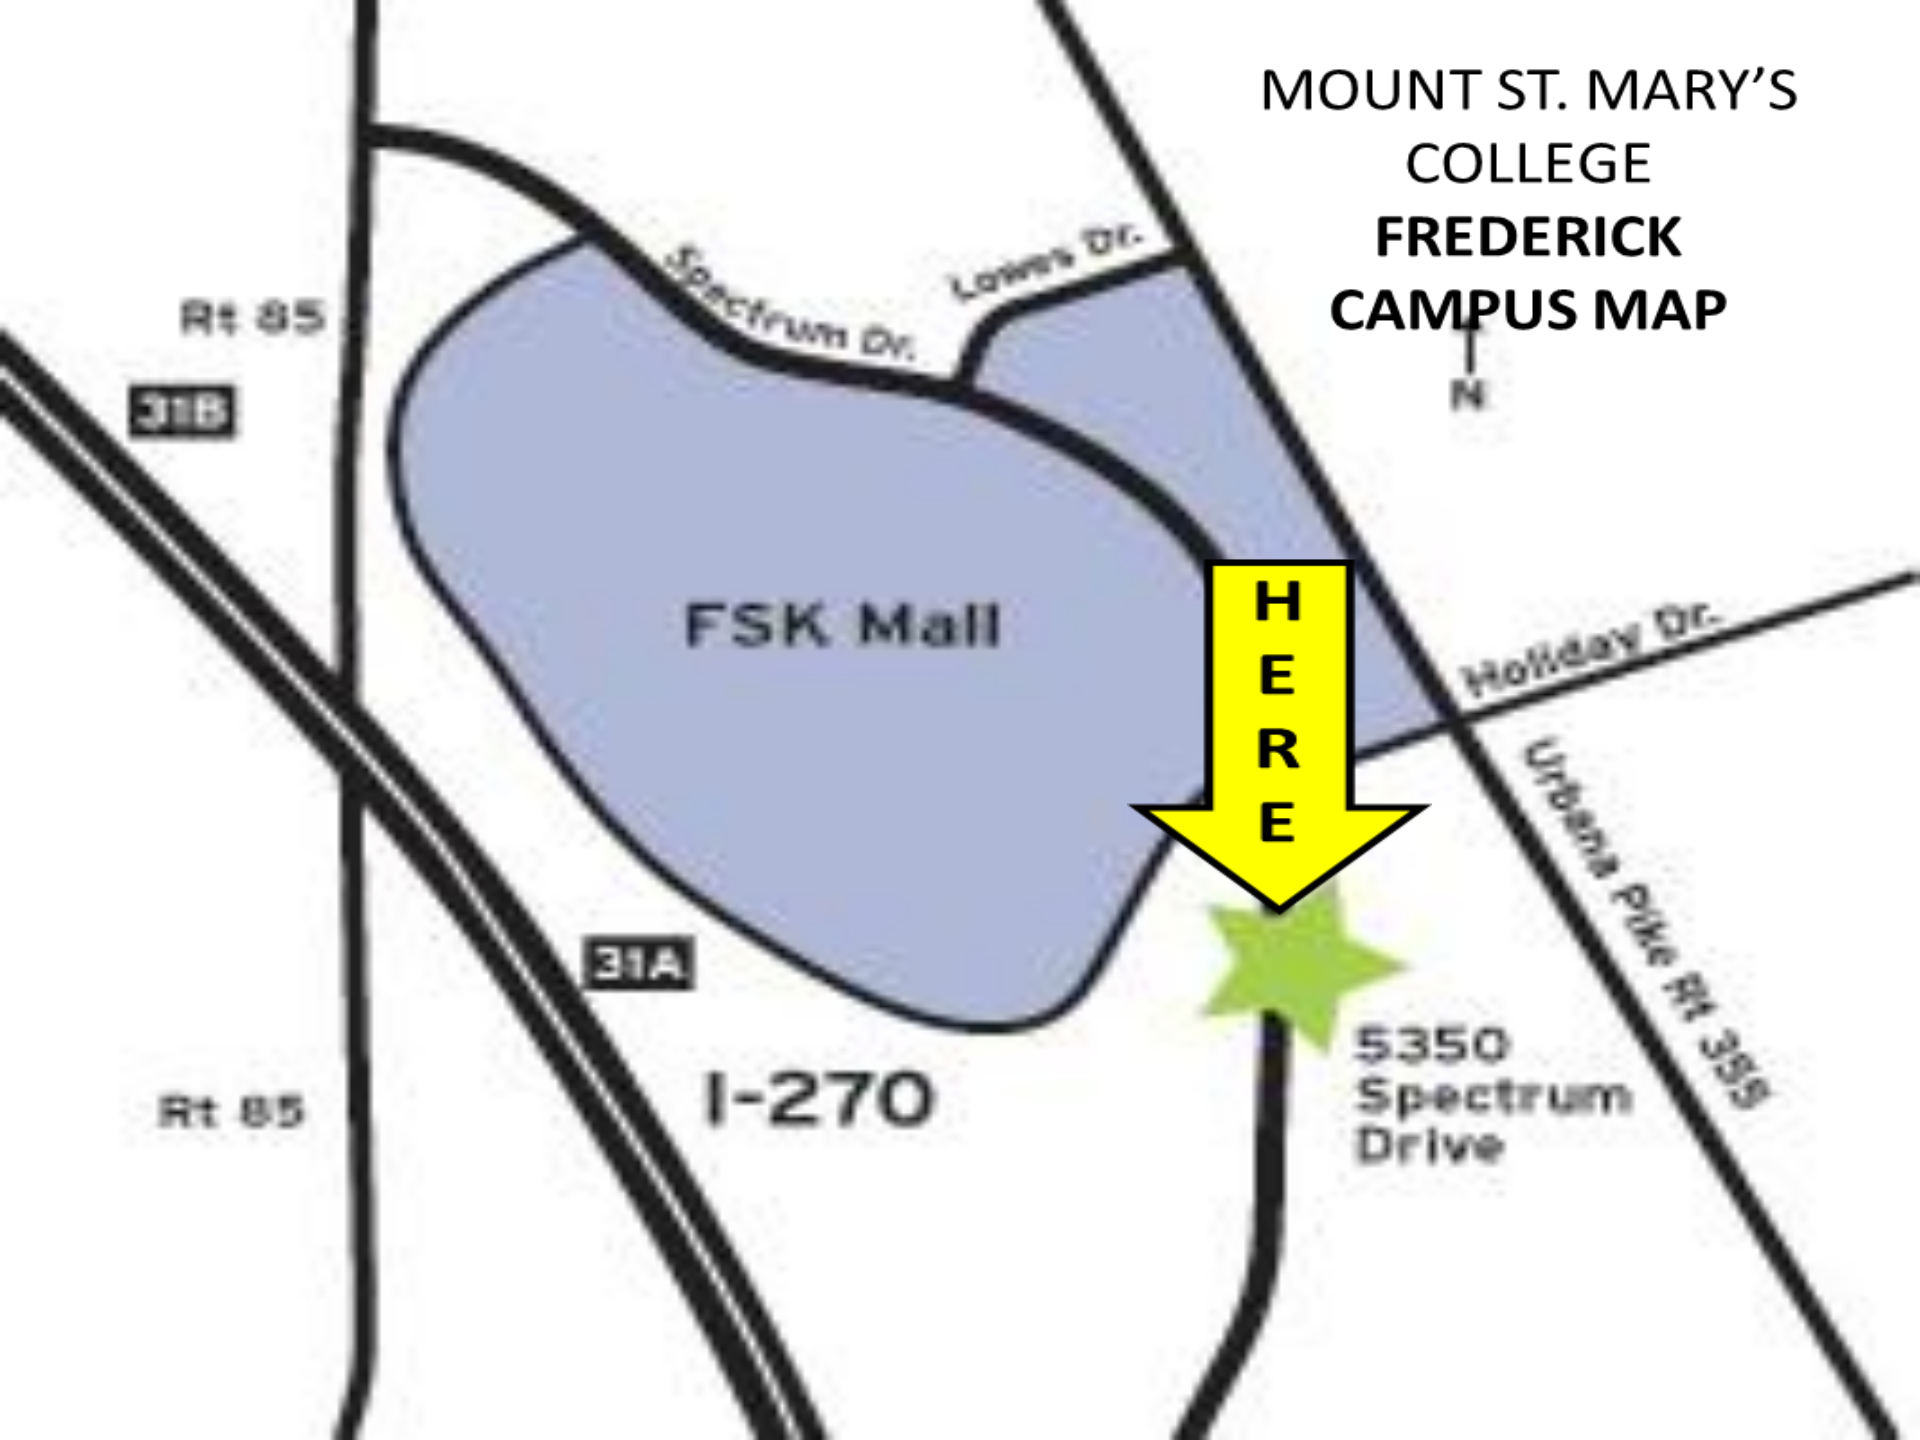 MOUNT ST. MARY’S
COLLEGE
FREDERICK
CAMPUS MAP
N
Spectrum Dr.
Lowes Dr.
Rt 85
31B
FSK Mall
H
E
R
E
Holiday Dr.
Urbana Pike Rt 355
31A
5350
Spectrum
Drive
I-270
Rt 85